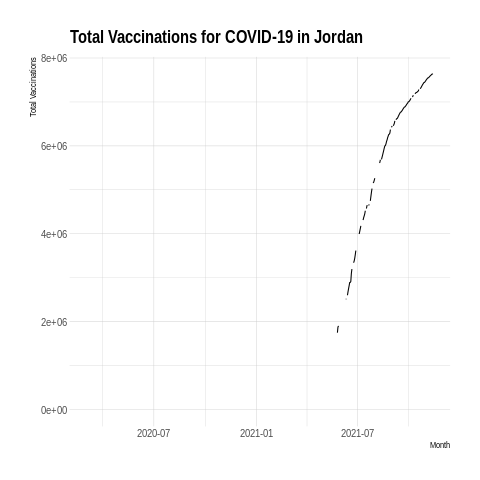 Total Vaccinations for COVID-19 in Jordan
Total Vaccinations
8e+06
6e+06
4e+06
2e+06
0e+00
2020-07 2021-01 2021-07
Month